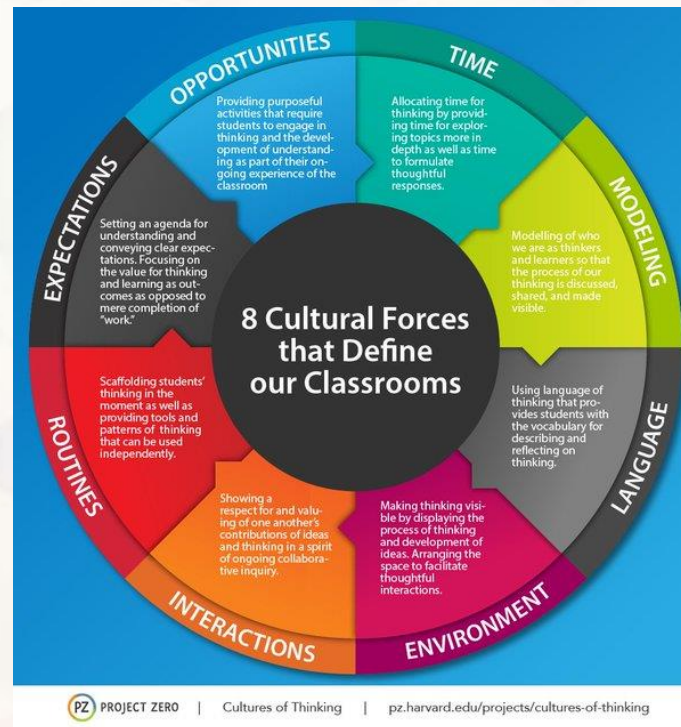 OPPORTUNITIES
Providing purposeful
activities that require
students to engage in
thinking and the devel-
opment of understand-
ing as part of their on-
going experience of the
classroom
TIME
Allocating time for
thinking by providing
time for explor-
ing topics more in
depth as well as time
to formulate
thoughtful
responses.
MODELING
Modelling of who
we are as thinkers
and learners so that
the process of our
thinking is discussed,
shared, and made
visible.
LANGUAGE
Using language of
thinking that pro-
vides students with
the vocabulary for
describing and
reflecting on
thinking.
ENVIRONMENT
Making thinking visi-
ble by displaying the
process of thinking
and development of
ideas. Arranging the
space to facilitate
thoughtful
interactions.
INTERACTIONS
Showing a
respect for and valu-
ing of one another's
contributions of ideas
and thinking in a spirit
of ongoing collabora-
tive inquiry.
ROUTINES
Scaffolding students'
thinking in the
moment as well as
providing tools and
patterns of thinking
that can be used
independently.
EXPECTATIONS
Setting an agenda for
understanding and
conveying clear expec-
tations. Focusing on
the value for thinking
and learning as out-
comes as opposed to
mere completion of
"work."
8 Cultural Forces
that Define
our Classrooms
PZ PROJECT ZERO | Cultures of Thinking | pz.harvard.edu/projects/cultures-of-thinking